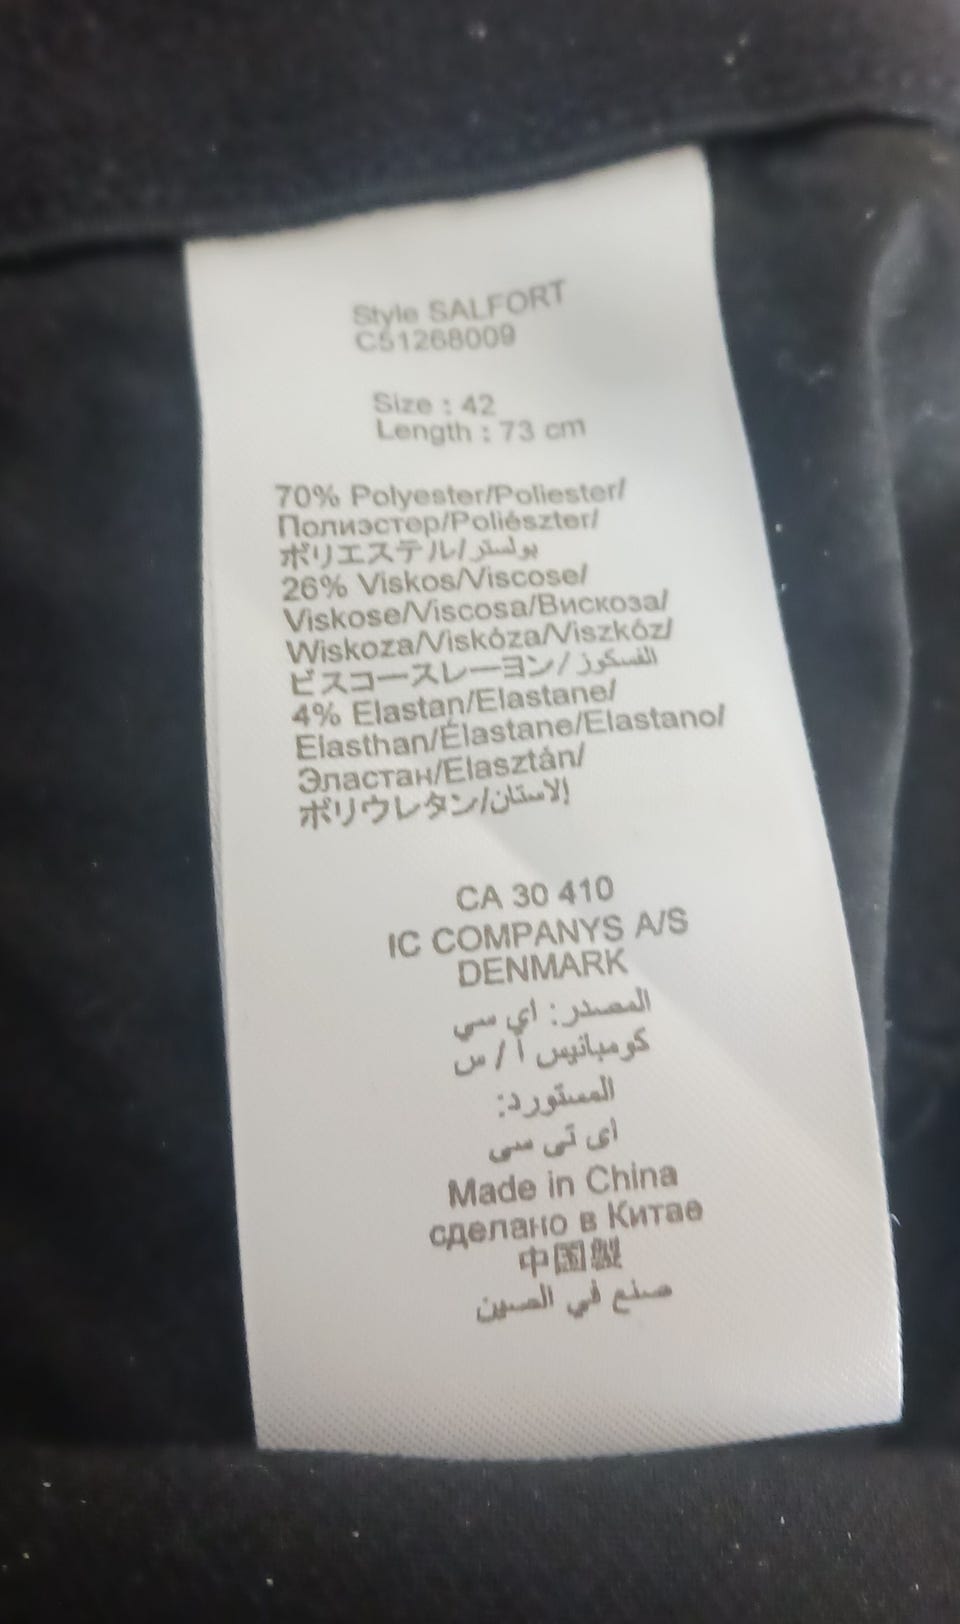 Style SALFORT
C51268009
Size : 42
Length : 73 cm
70% Polyester/Poliester/
Полиэстер/Poliészter/
ポリエステル/بولستر
26% Viskos/Viscose/
Viskose/Viscosa/Вискоза/
Wiskoza/Viskóza/Viszkóz/
ビスコースレーヨン/الفسكوز
4% Elastan/Elastane/
Elasthan/Élastane/Elastano/
Эластан/Elasztán/
ポリウレタン/الاستان
CA 30 410
IC COMPANYS A/S
DENMARK
المصدر: اي سي
كومبانيس أ/س
المستورد:
اى تى سى
Made in China
сделано в Китае
中国製
صنع في الصين